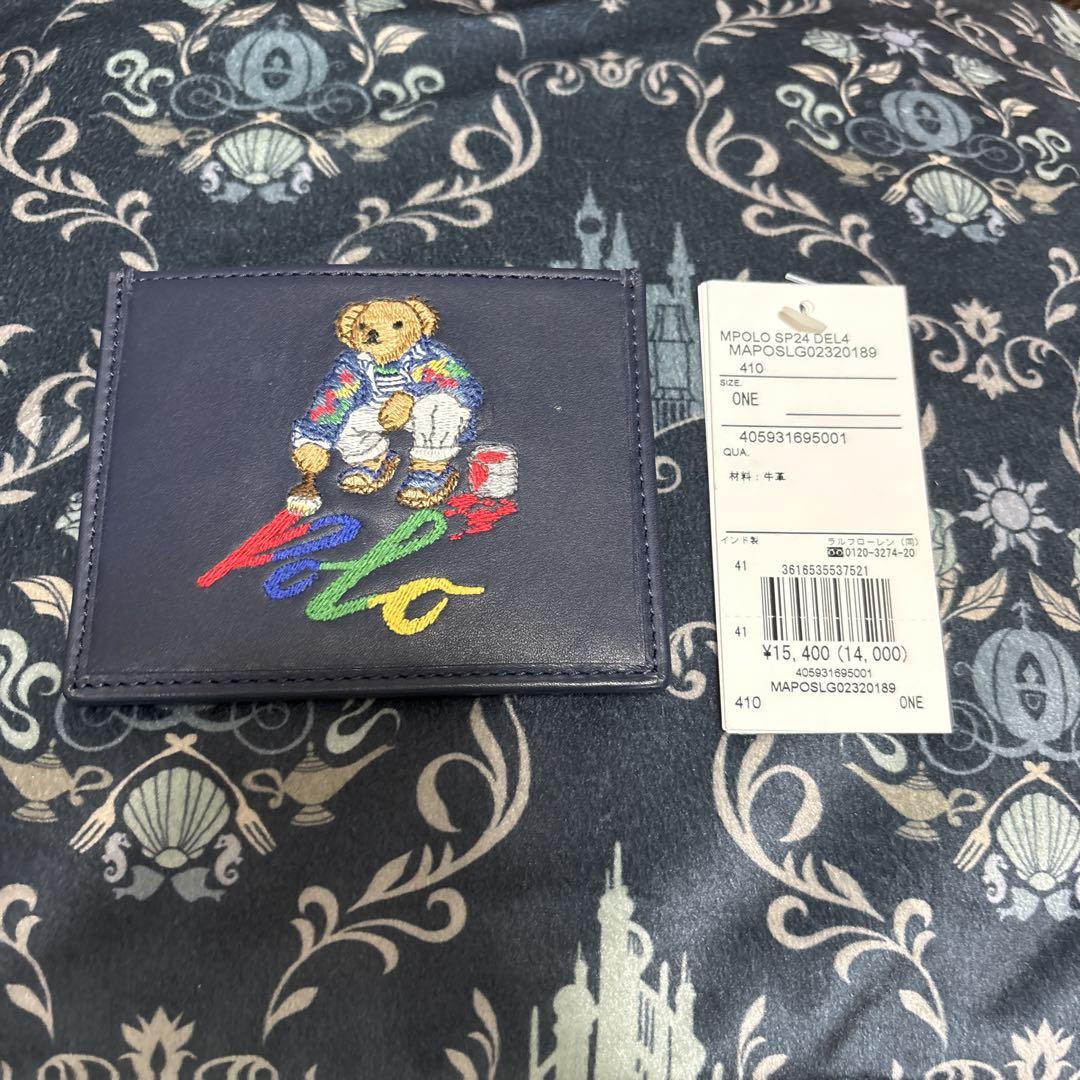 Polo
MPOLO SP24 DEL4
MAPOSLG02320189
410
SIZE.
ONE
405931695001
QUA.
材料：牛革
インド製
ラルフローレン（同）
0120-3274-20
41
3616535537521
41
¥15,400 (14,000)
405931695001
MAPOSLG02320189
410
ONE